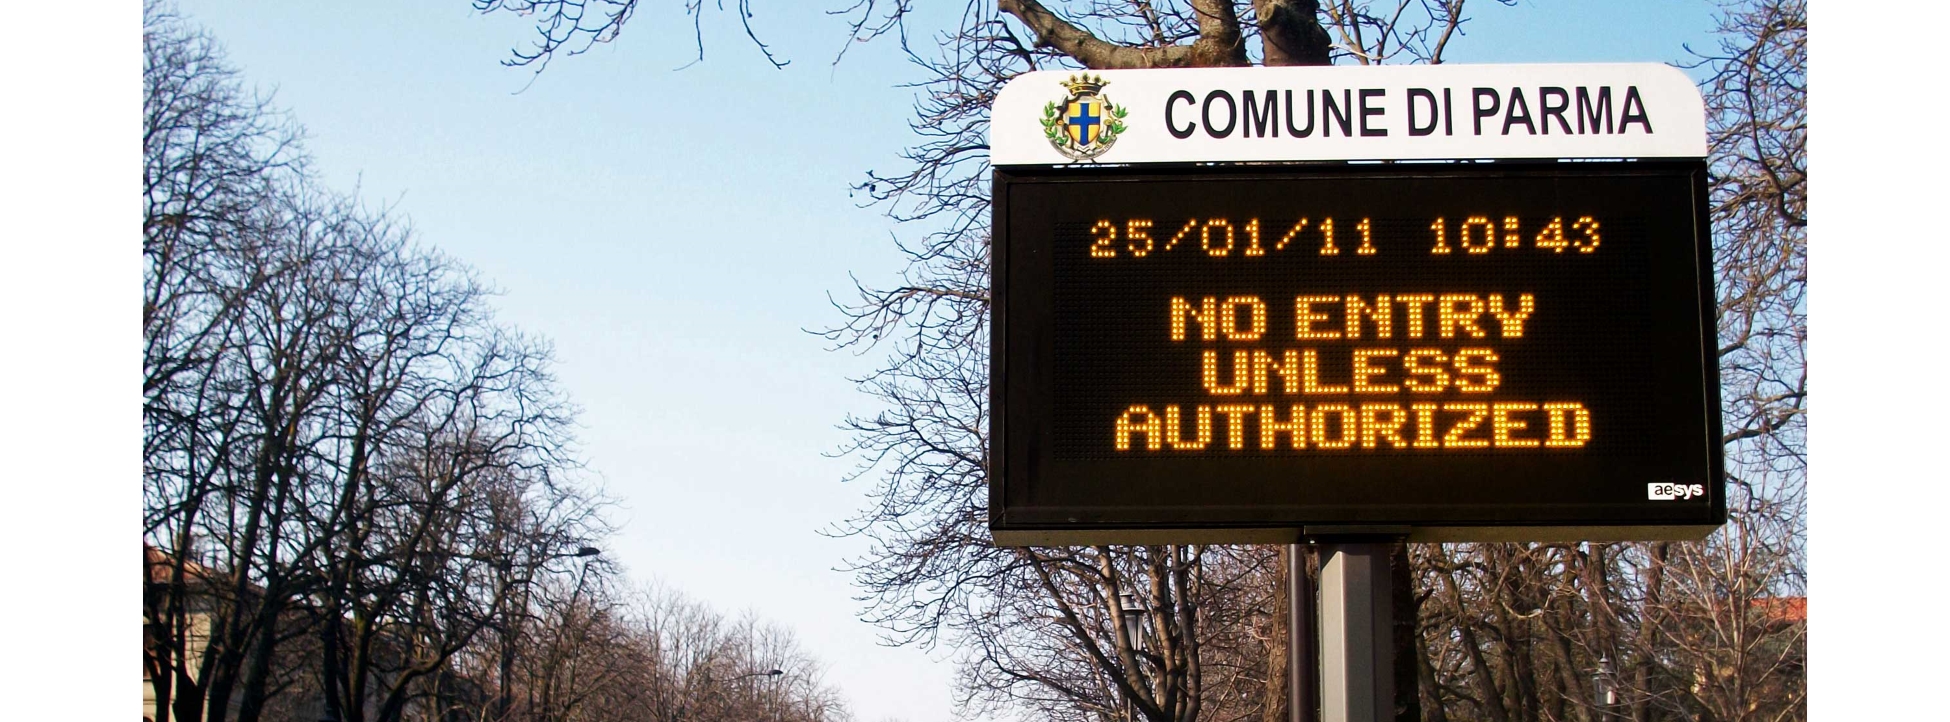 COMUNE DI PARMA
25/01/11 10:43
NO ENTRY
UNLESS
AUTHORIZED
aesys